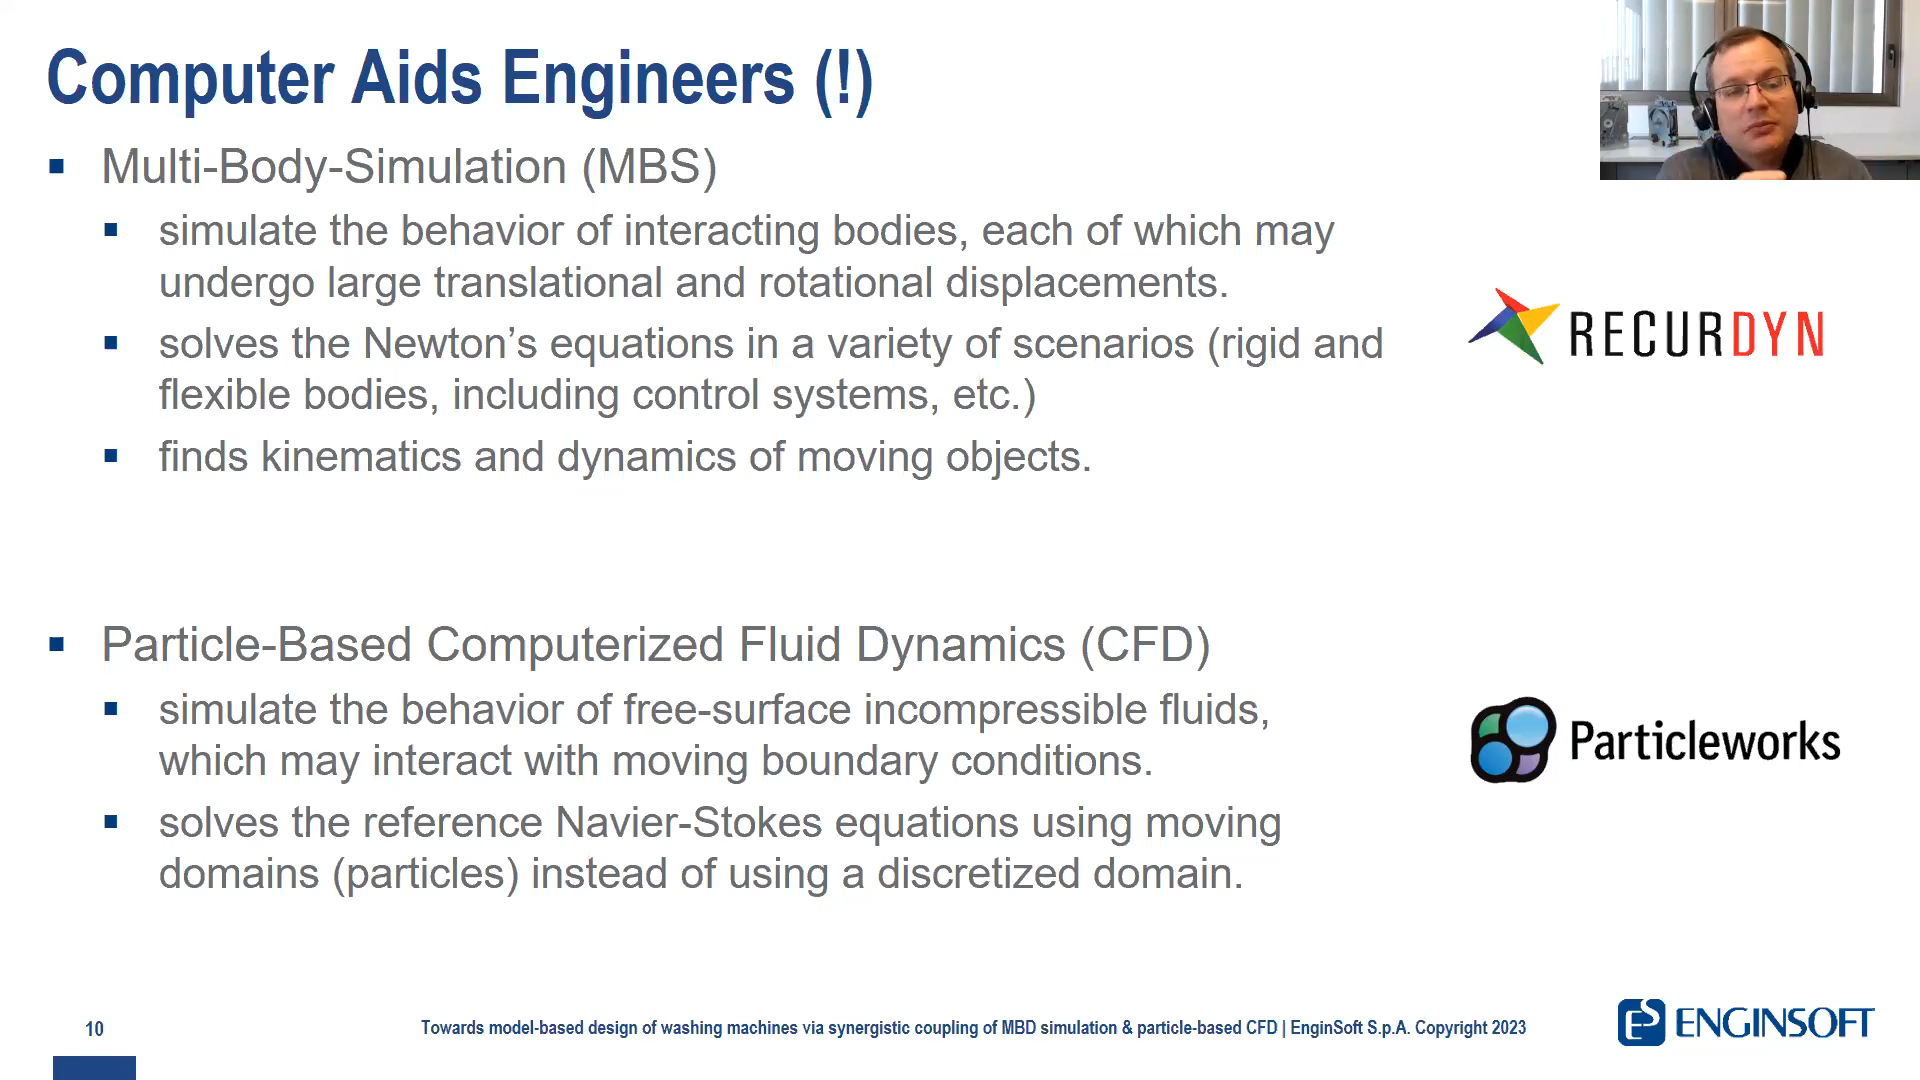 Computer Aids Engineers (!)
▪ Multi-Body-Simulation (MBS)
▪ simulate the behavior of interacting bodies, each of which may
undergo large translational and rotational displacements.
▪ solves the Newton’s equations in a variety of scenarios (rigid and
flexible bodies, including control systems, etc.)
▪ finds kinematics and dynamics of moving objects.
RECURDYN
▪ Particle-Based Computerized Fluid Dynamics (CFD)
▪ simulate the behavior of free-surface incompressible fluids,
which may interact with moving boundary conditions.
▪ solves the reference Navier-Stokes equations using moving
domains (particles) instead of using a discretized domain.
Particleworks
10
Towards model-based design of washing machines via synergistic coupling of MBD simulation & particle-based CFD | EnginSoft S.p.A. Copyright 2023
ES ENGINSOFT